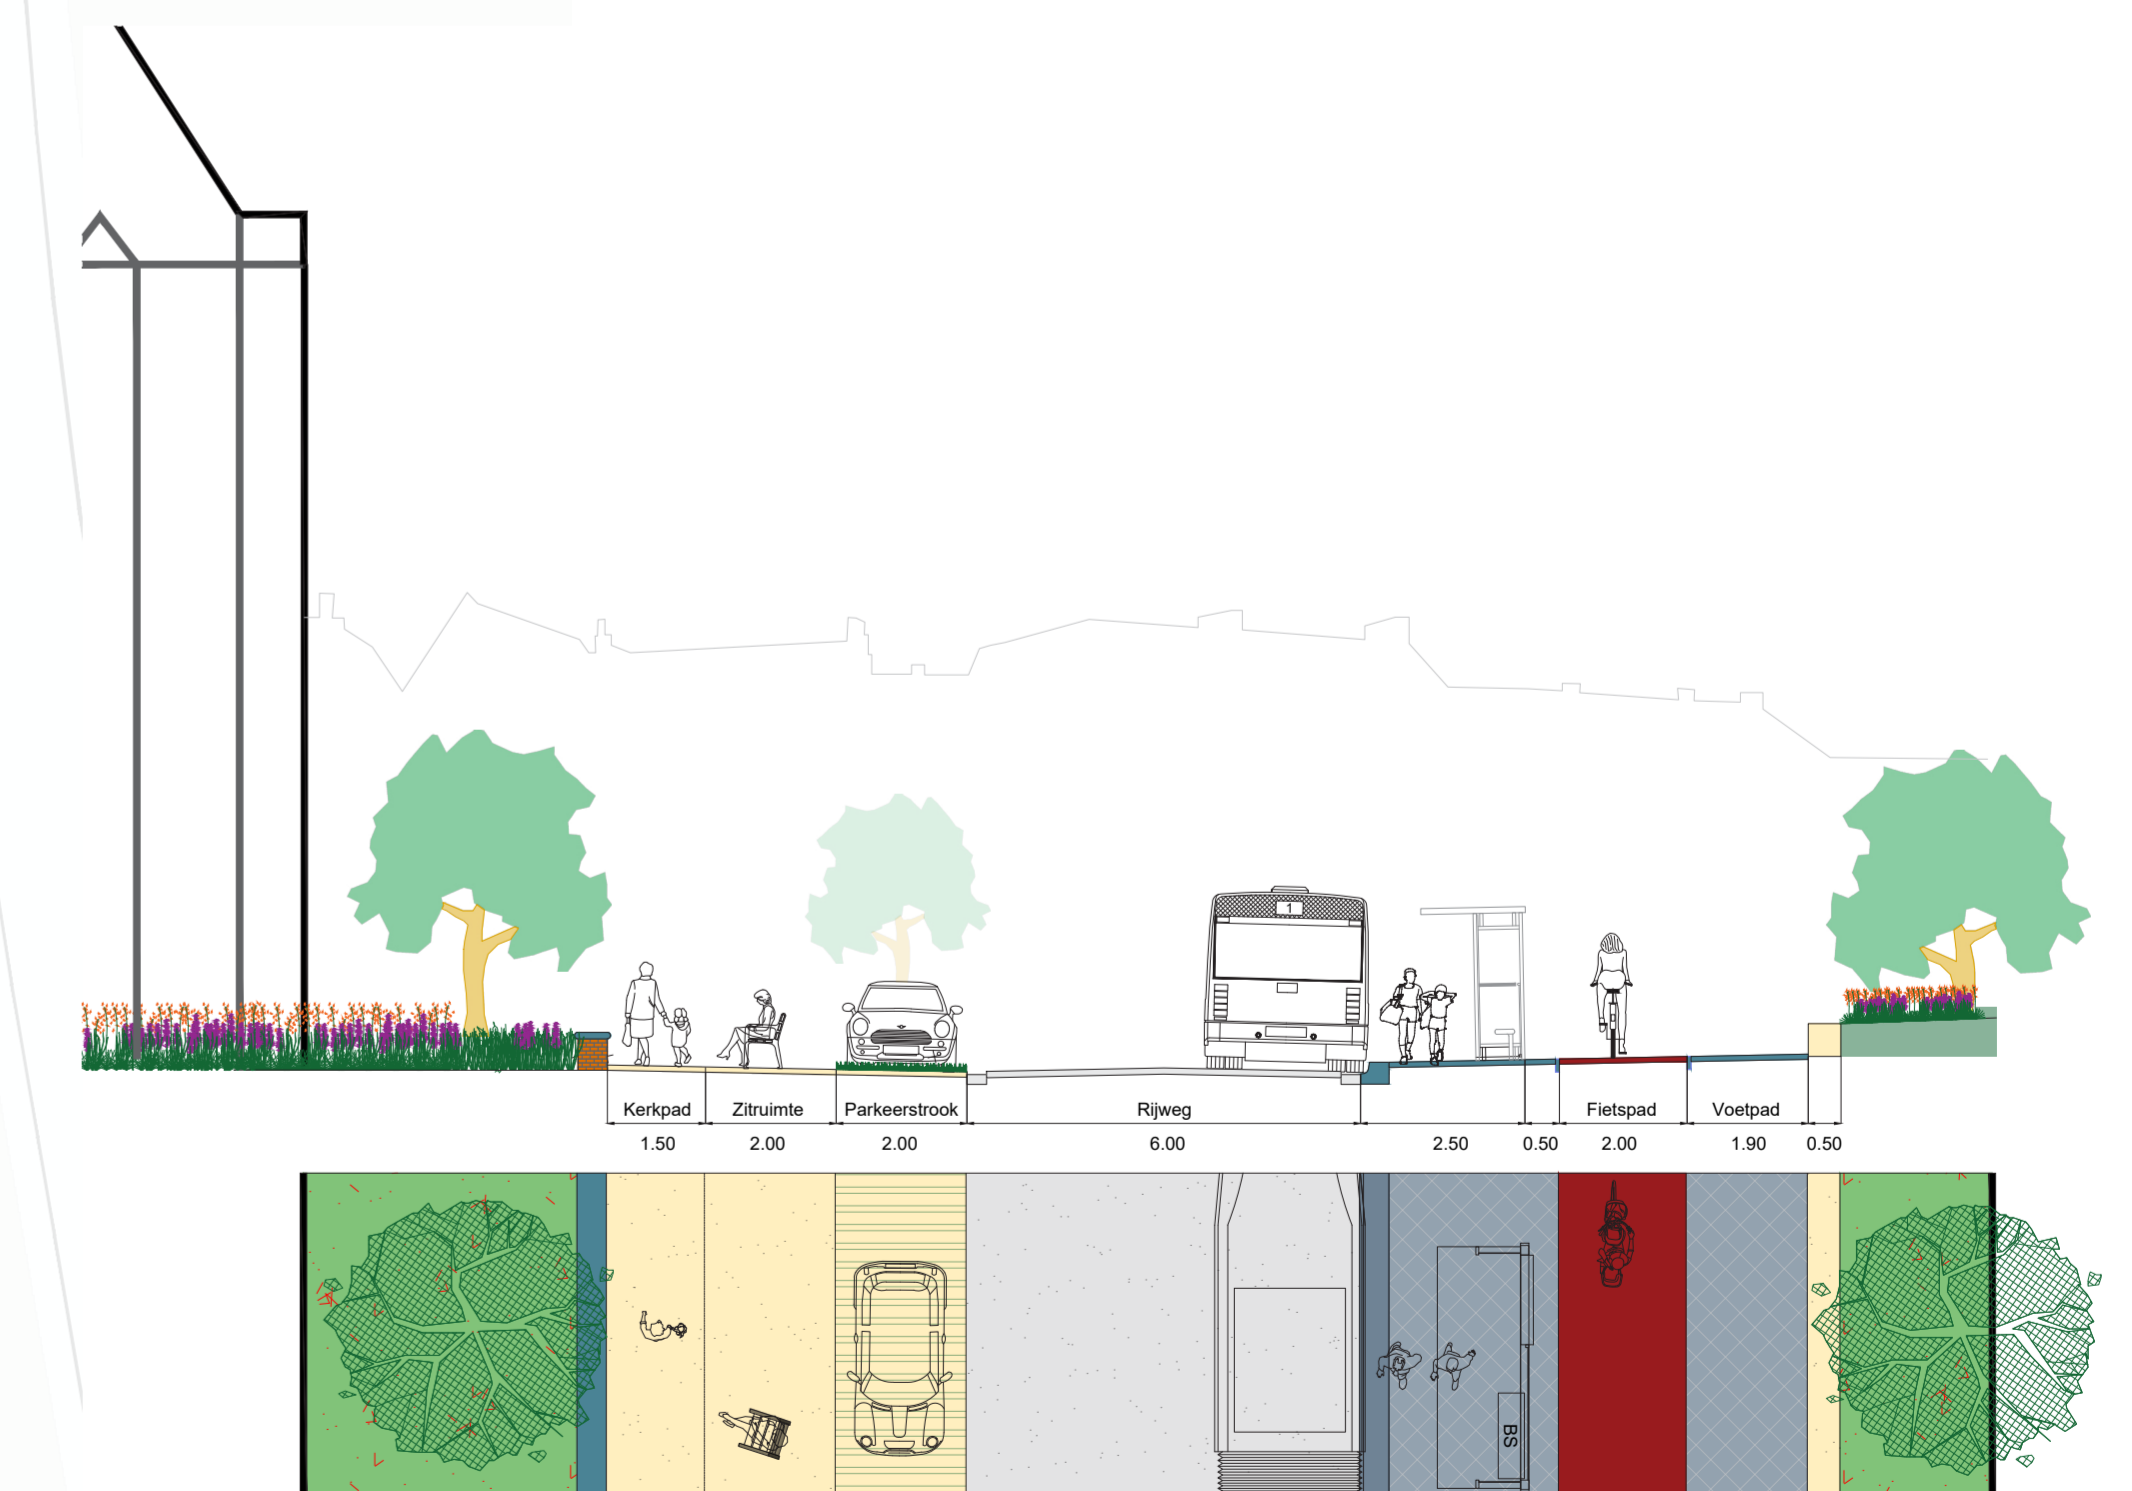 1
Kerkpad Zitruimte Parkeerstrook Rijweg Fietspad Voetpad
1.50 2.00 2.00 6.00 2.50 0.50 2.00 1.90 0.50
BS